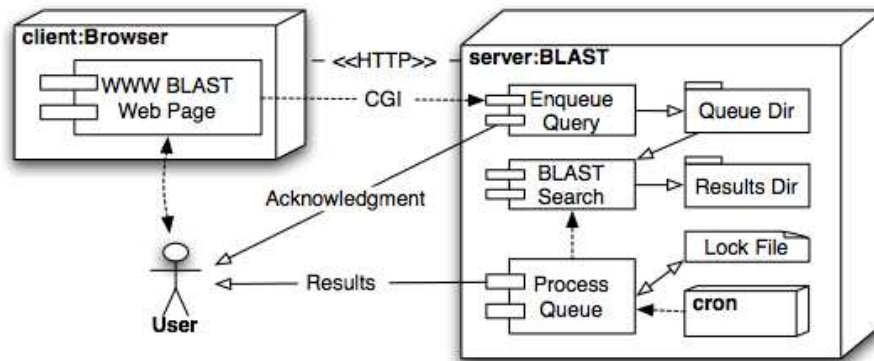 client:Browser
WWW BLAST
Web Page
<<HTTP>>
CGI
server:BLAST
Enqueue
Query
Queue Dir
BLAST
Search
Results Dir
Acknowledgment
Lock File
Results
Process
Queue
cron
User